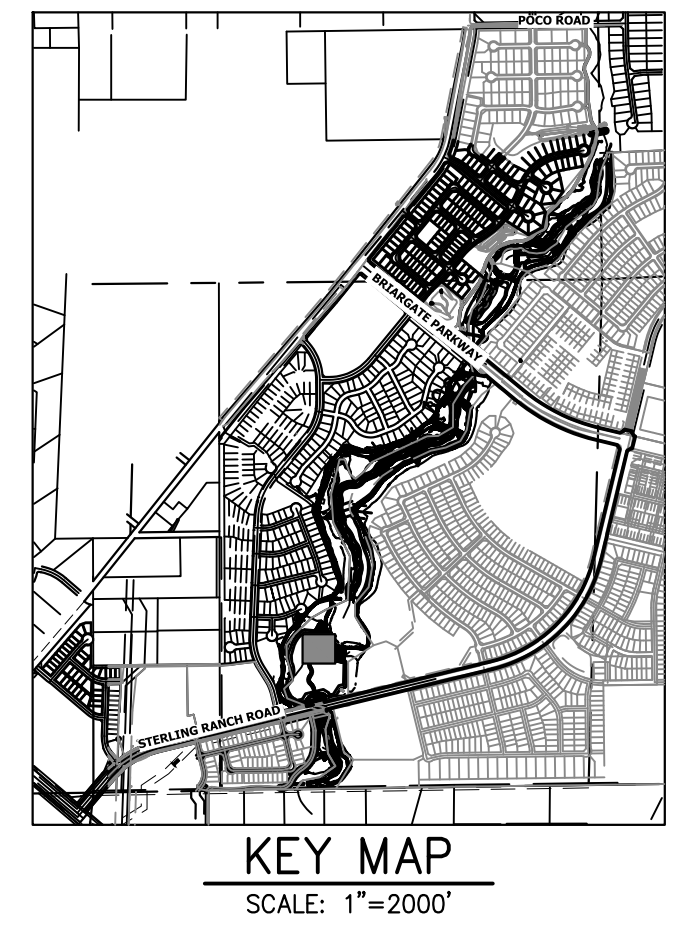 POCO ROAD
BRIARGATE PARKWAY
STERLING RANCH ROAD
KEY MAP
SCALE: 1"=2000'